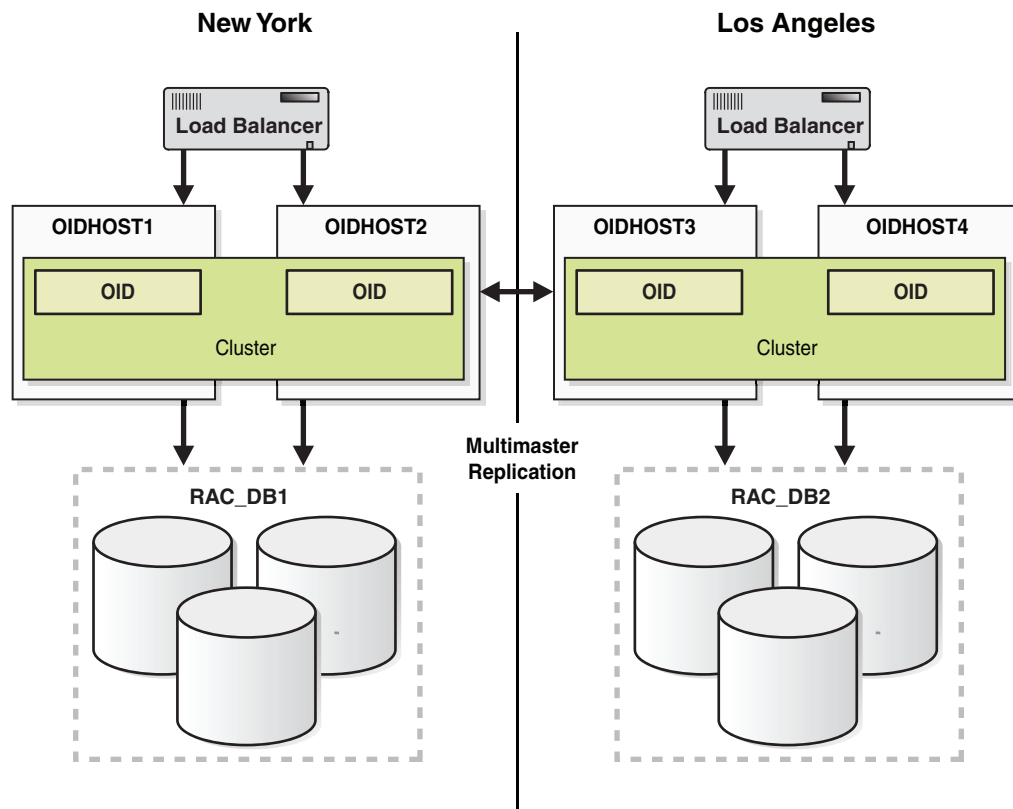 New York
Los Angeles
Load Balancer
Load Balancer
OIDHOST1
OIDHOST2
OIDHOST3
OIDHOST4
OID
OID
OID
OID
Cluster
Cluster
Multimaster
Replication
RAC_DB1
RAC_DB2